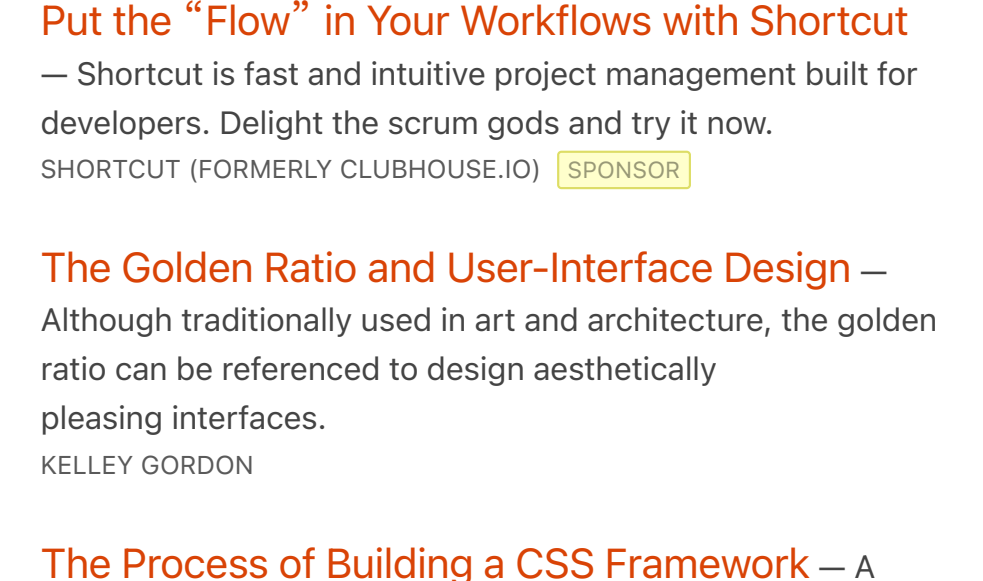 Put the “Flow” in Your Workflows with Shortcut
— Shortcut is fast and intuitive project management built for
developers. Delight the scrum gods and try it now.
SHORTCUT (FORMERLY CLUBHOUSE.IO) SPONSOR
The Golden Ratio and User-Interface Design —
Although traditionally used in art and architecture, the golden
ratio can be referenced to design aesthetically
pleasing interfaces.
KELLEY GORDON
The Process of Building a CSS Framework — A